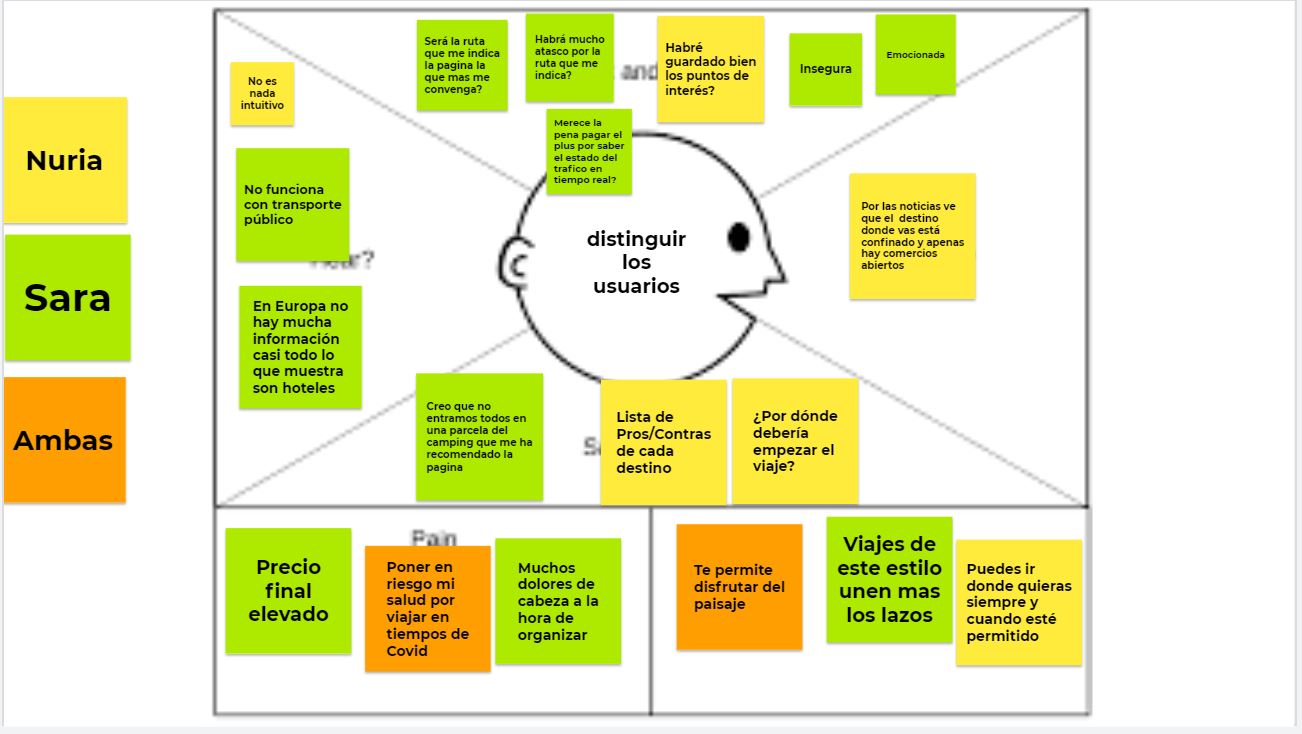 Nuria
Sara
Ambas
No es
nada
intuitivo
Será la ruta
que me indica
la pagina la
que mas me
convenga?
Habrá mucho
atasco por la
ruta que me
indica?
and
Habré
guardado bien
los puntos de
interés?
Insegura
Emocionada
Merece la
pena pagar el
plus por saber
el estado del
trafico en
tiempo real?
No funciona
con transporte
público
Por las noticias ve
que el destino
donde vas está
confinado y apenas
hay comercios
abiertos
distinguir
los
usuarios
En Europa no
hay mucha
información
casi todo lo
que muestra
son hoteles
Creo que no
entramos todos en
una parcela del
camping que me ha
recomendado la
pagina
Lista de
Pros/Contras
de cada
destino
¿Por dónde
debería
empezar el
viaje?
Pain
Precio
final
elevado
Poner en
riesgo mi
salud por
viajar en
tiempos de
Covid
Muchos
dolores de
cabeza a la
hora de
organizar
Te permite
disfrutar del
paisaje
Viajes de
este estilo
unen mas
los lazos
Puedes ir
donde quieras
siempre y
cuando esté
permitido